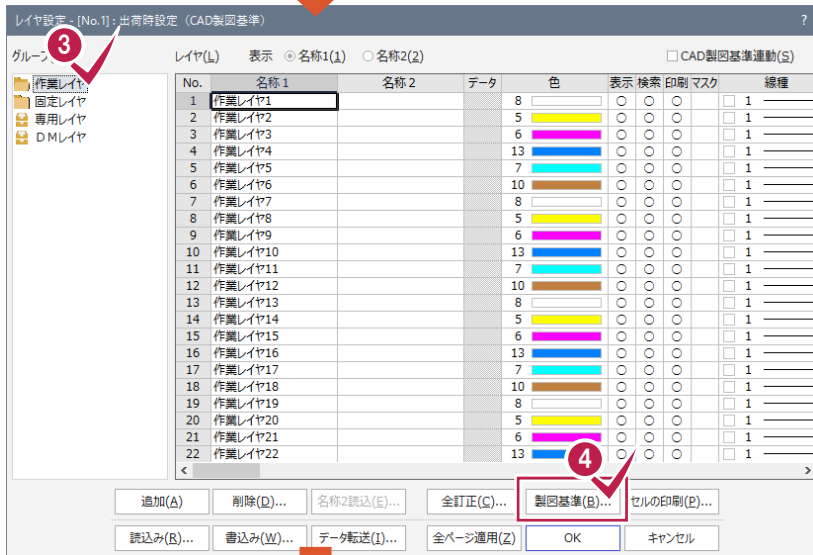 レイヤ設定 - [No.1] : 出荷時設定（CAD製図基準） ?
3
レイヤ(L) 表示 名称1(1) 名称2(2) CAD製図基準連動(S)
作業レイヤ
固定レイヤ
専用レイヤ
ＤＭレイヤ
No. 名称１ 名称２ データ 色 表示 検索 印刷 マスク 線種
1 作業レイヤ1 8 ○ ○ ○ 1
2 作業レイヤ2 5 ○ ○ ○ 1
3 作業レイヤ3 6 ○ ○ ○ 1
4 作業レイヤ4 13 ○ ○ ○ 1
5 作業レイヤ5 7 ○ ○ ○ 1
6 作業レイヤ6 10 ○ ○ ○ 1
7 作業レイヤ7 8 ○ ○ ○ 1
8 作業レイヤ8 5 ○ ○ ○ 1
9 作業レイヤ9 6 ○ ○ ○ 1
10 作業レイヤ10 13 ○ ○ ○ 1
11 作業レイヤ11 7 ○ ○ ○ 1
12 作業レイヤ12 10 ○ ○ ○ 1
13 作業レイヤ13 8 ○ ○ ○ 1
14 作業レイヤ14 5 ○ ○ ○ 1
15 作業レイヤ15 6 ○ ○ ○ 1
16 作業レイヤ16 13 ○ ○ ○ 1
17 作業レイヤ17 7 ○ ○ ○ 1
18 作業レイヤ18 10 ○ ○ ○ 1
19 作業レイヤ19 8 ○ ○ ○ 1
20 作業レイヤ20 5 ○ ○ ○ 1
21 作業レイヤ21 6 ○ ○ ○ 1
22 作業レイヤ22 13 ○ ○ ○ 1
4
追加(A) 削除(D)... 名称2読込(E)... 全訂正(C)... 製図基準(B)... セルの印刷(P)...
読込み(R)... 書込み(W)... データ転送(I)... 全ページ適用(Z) OK キャンセル